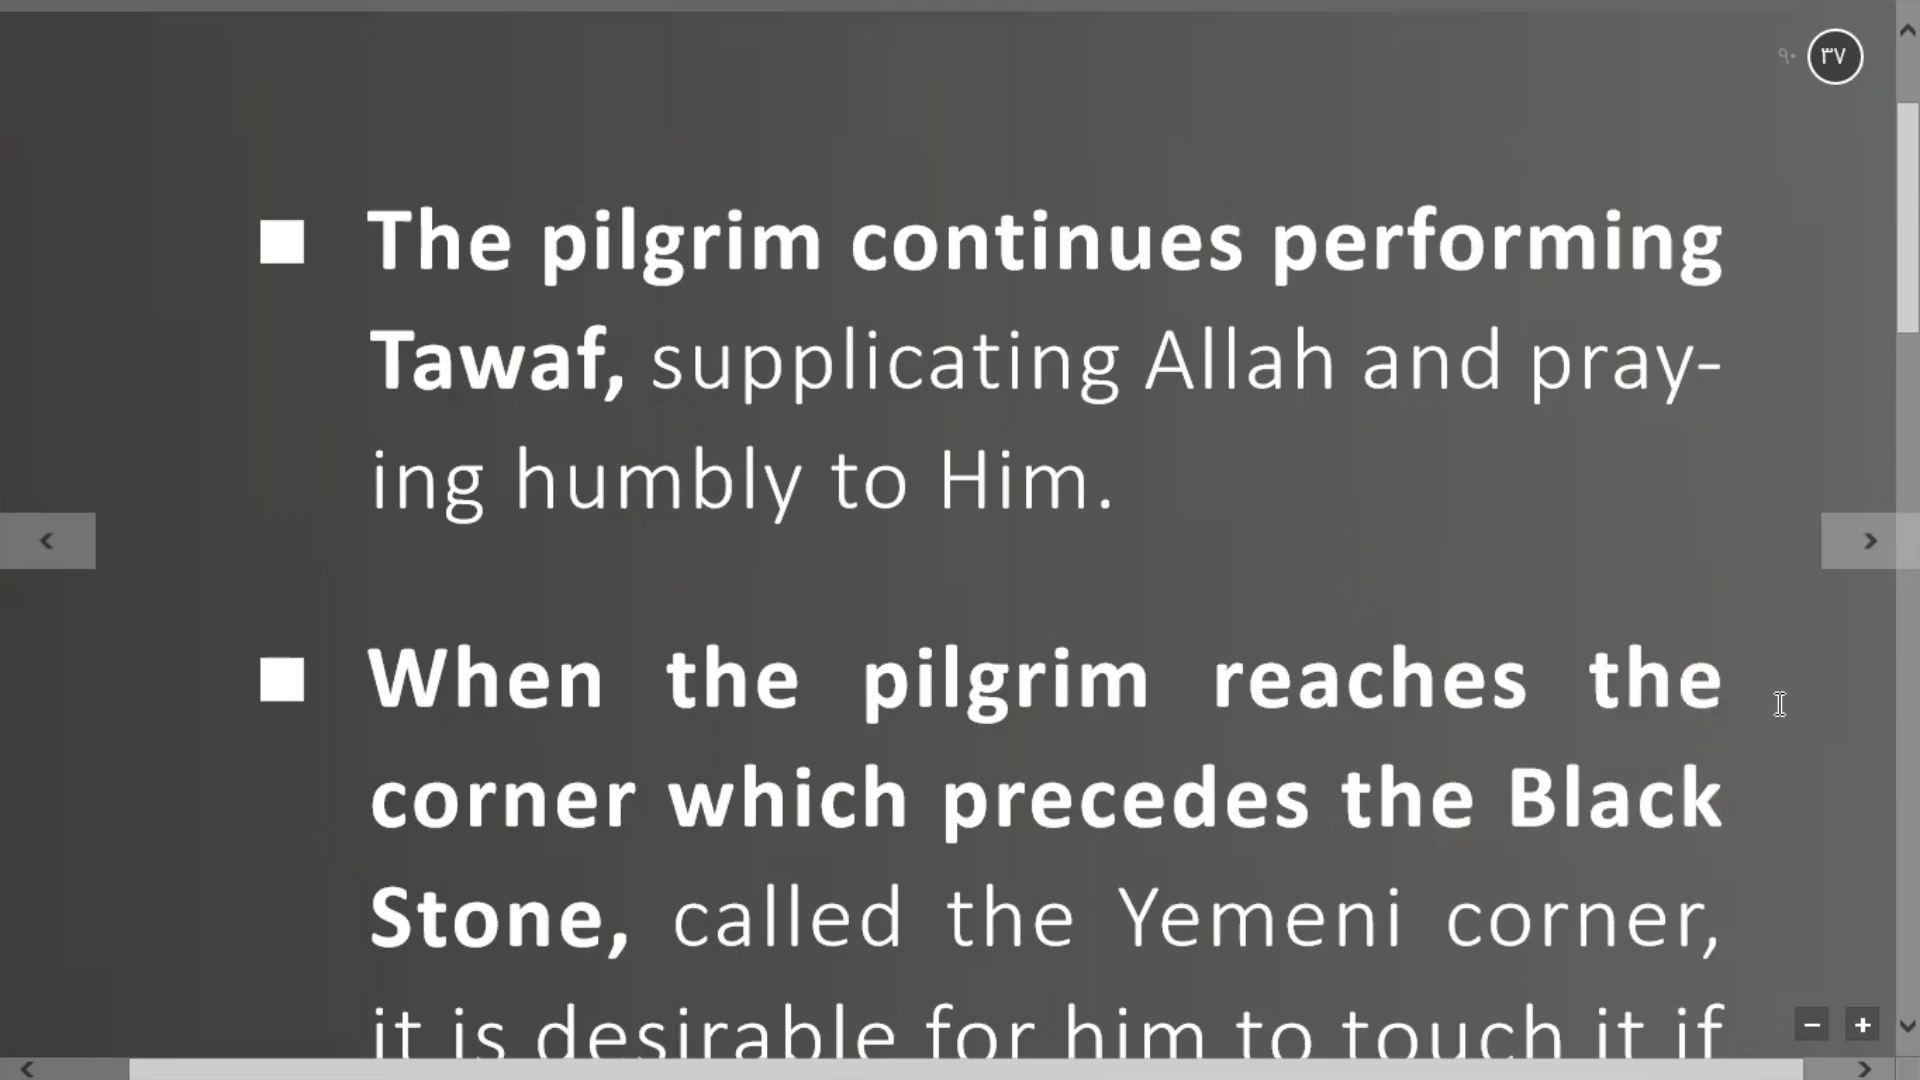 ٩٠ ٣٧
■ The pilgrim continues performing
Tawaf, supplicating Allah and pray-
ing humbly to Him.
■ When the pilgrim reaches the
corner which precedes the Black
Stone, called the Yemeni corner,
it is desirable for him to touch it if